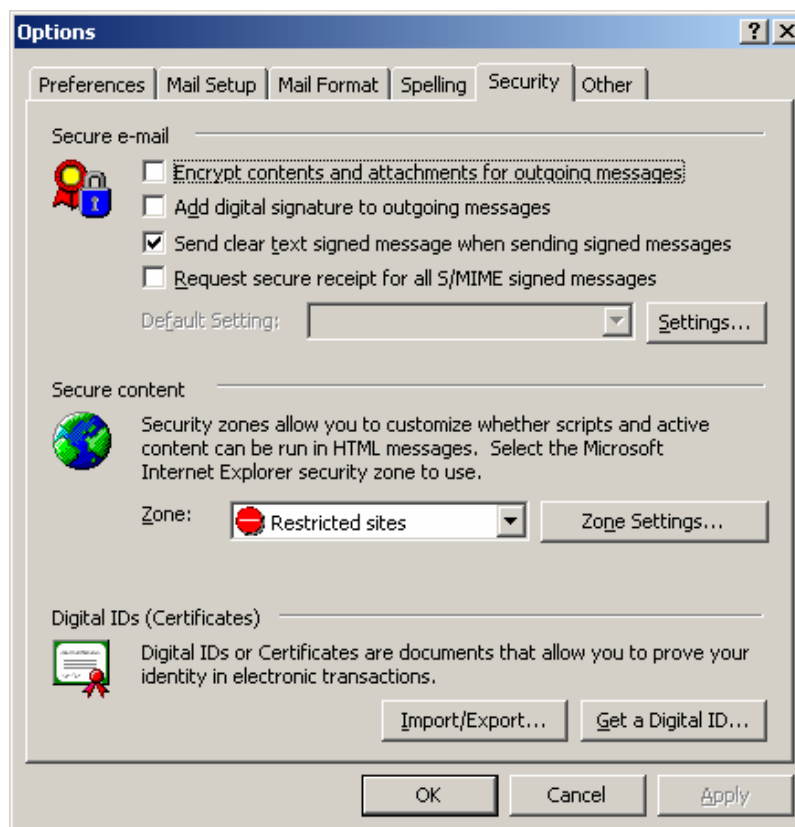 Options
Preferences Mail Setup Mail Format Spelling Security Other
Secure e-mail
Encrypt contents and attachments for outgoing messages
Add digital signature to outgoing messages
Send clear text signed message when sending signed messages
Request secure receipt for all S/MIME signed messages
Default Setting: Settings...
Secure content
Security zones allow you to customize whether scripts and active
content can be run in HTML messages. Select the Microsoft
Internet Explorer security zone to use.
Zone: Restricted sites Zone Settings...
Digital IDs (Certificates)
Digital IDs or Certificates are documents that allow you to prove your
identity in electronic transactions.
Import/Export... Get a Digital ID...
OK Cancel Apply